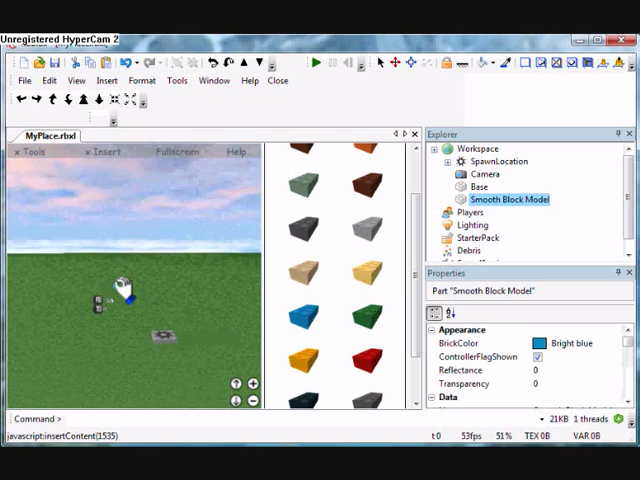 Unregistered HyperCam 2
File Edit View Insert Format Tools Window Help Close
MyPlace.rbxl
x Tools x Insert Fullscreen Help...
Explorer
Workspace
SpawnLocation
Camera
Base
Smooth Block Model
Players
Lighting
StarterPack
Debris
Properties
Part "Smooth Block Model"
Appearance
BrickColor Bright blue
ControllerFlagShown
Reflectance 0
Transparency 0
Data
Command >
21KB 1 threads
javascript:insertContent(1535) t 0 53fps 51% TEX 0B VAR 0B